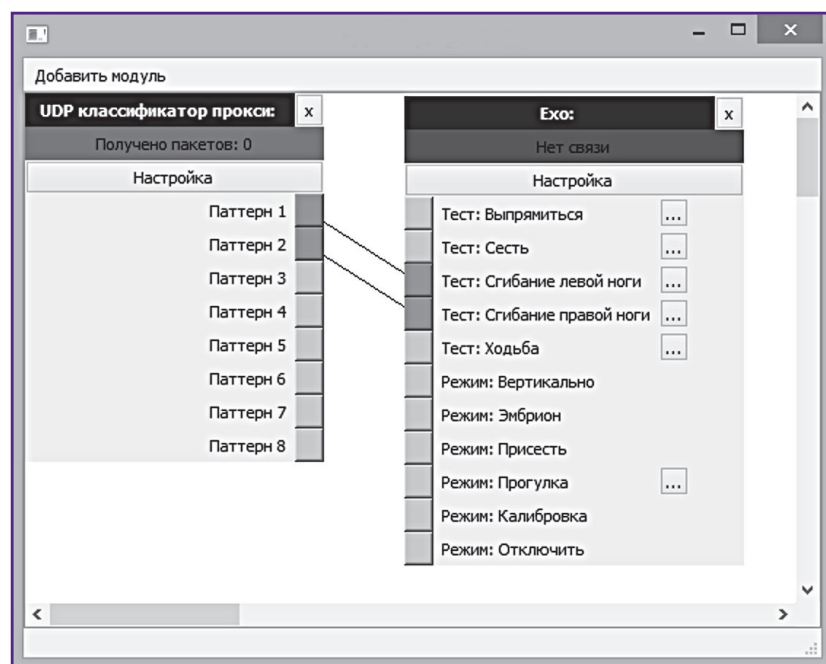 Добавить модуль
UDP классификатор прокси: x
Получено пакетов: 0
Настройка
Паттерн 1
Паттерн 2
Паттерн 3
Паттерн 4
Паттерн 5
Паттерн 6
Паттерн 7
Паттерн 8
Exo: x
Нет связи
Настройка
Тест: Выпрямиться ...
Тест: Сесть ...
Тест: Сгибание левой ноги ...
Тест: Сгибание правой ноги ...
Тест: Ходьба ...
Режим: Вертикально
Режим: Эмбрион
Режим: Присесть
Режим: Прогулка ...
Режим: Калибровка
Режим: Отключить